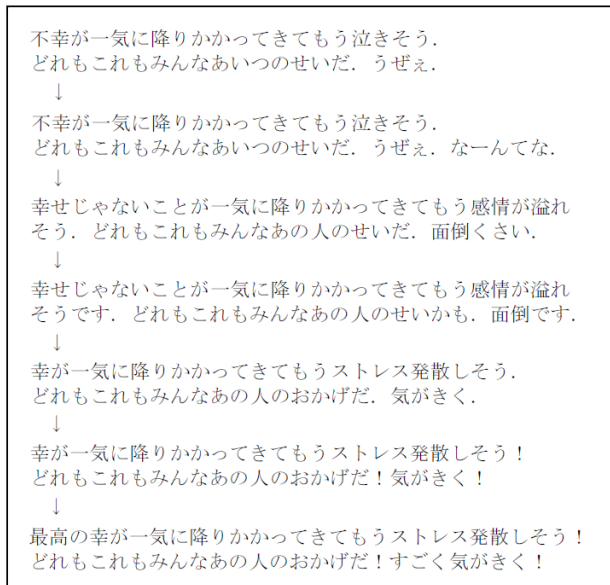 不幸が一気に降りかかってきてもう泣きそう．
どれもこれもみんなあいつのせいだ．うぜぇ．
↓
不幸が一気に降りかかってきてもう泣きそう．
どれもこれもみんなあいつのせいだ．うぜぇ．なーんてな．
↓
幸せじゃないことが一気に降りかかってきてもう感情が溢れ
そう．どれもこれもみんなあの人のせいだ．面倒くさい．
↓
幸せじゃないことが一気に降りかかってきてもう感情が溢れ
そうです．どれもこれもみんなあの人のせいかも．面倒です．
↓
幸が一気に降りかかってきてもうストレス発散しそう．
どれもこれもみんなあの人のおかげだ．気がきく．
↓
幸が一気に降りかかってきてもうストレス発散しそう！
どれもこれもみんなあの人のおかげだ！気がきく！
↓
最高の幸が一気に降りかかってきてもうストレス発散しそう！
どれもこれもみんなあの人のおかげだ！すごく気がきく！